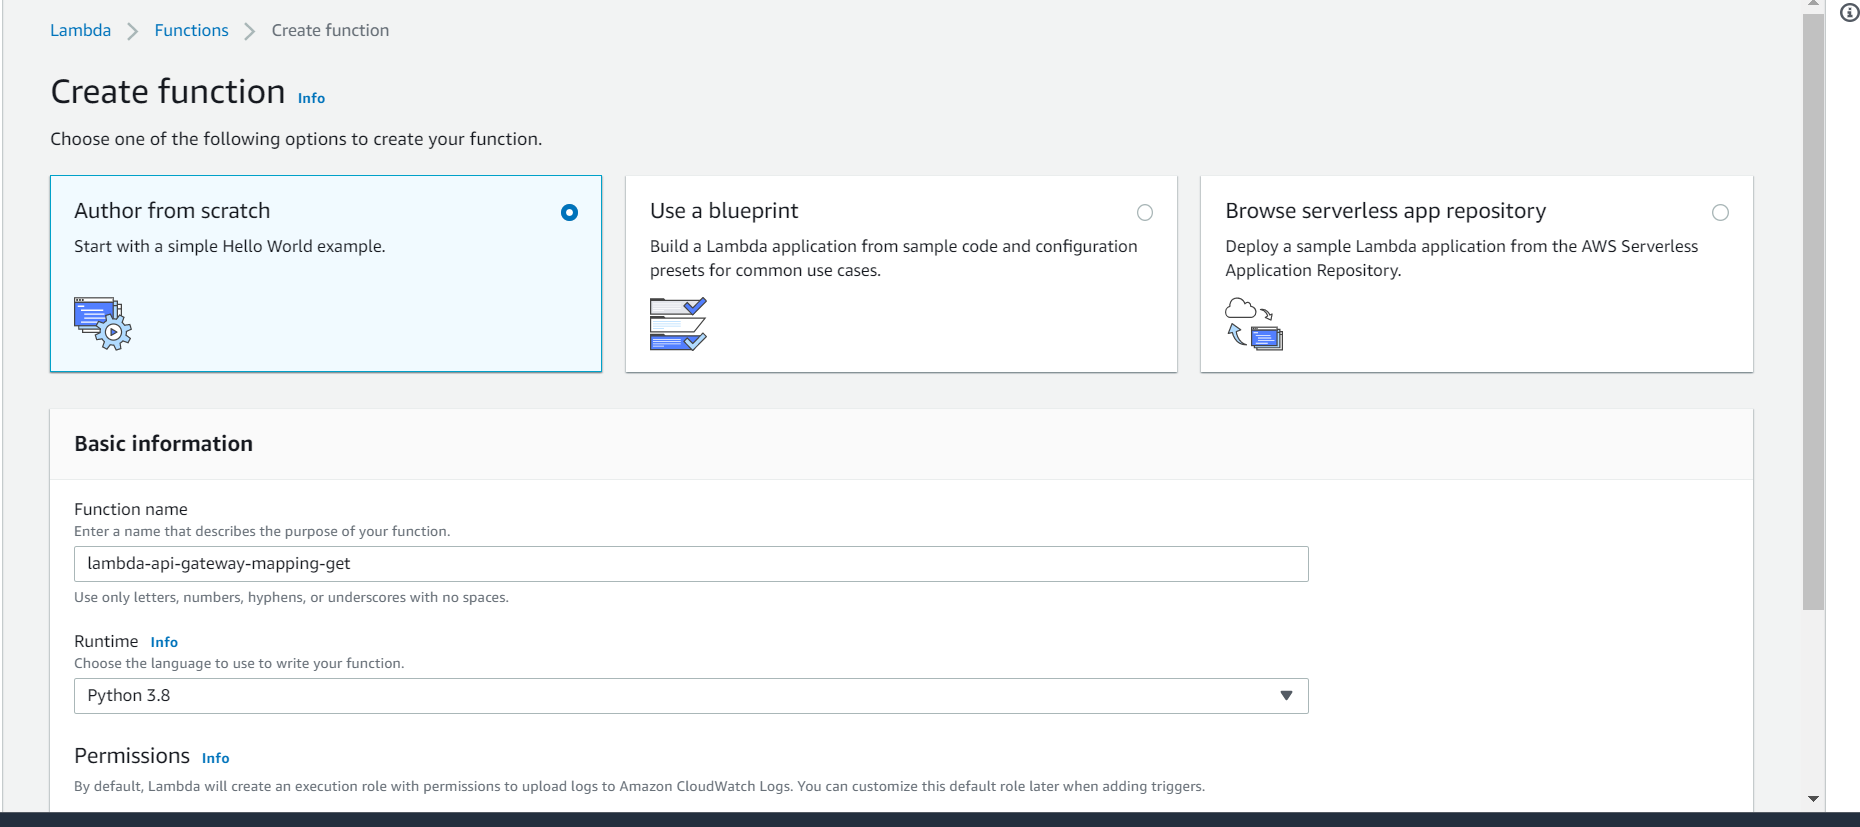 Lambda > Functions > Create function
Create function Info
Choose one of the following options to create your function.
Author from scratch
Start with a simple Hello World example.
Use a blueprint
Build a Lambda application from sample code and configuration
presets for common use cases.
Browse serverless app repository
Deploy a sample Lambda application from the AWS Serverless
Application Repository.
Basic information
Function name
Enter a name that describes the purpose of your function.
lambda-api-gateway-mapping-get
Use only letters, numbers, hyphens, or underscores with no spaces.
Runtime Info
Choose the language to use to write your function.
Python 3.8
Permissions Info
By default, Lambda will create an execution role with permissions to upload logs to Amazon CloudWatch Logs. You can customize this default role later when adding triggers.